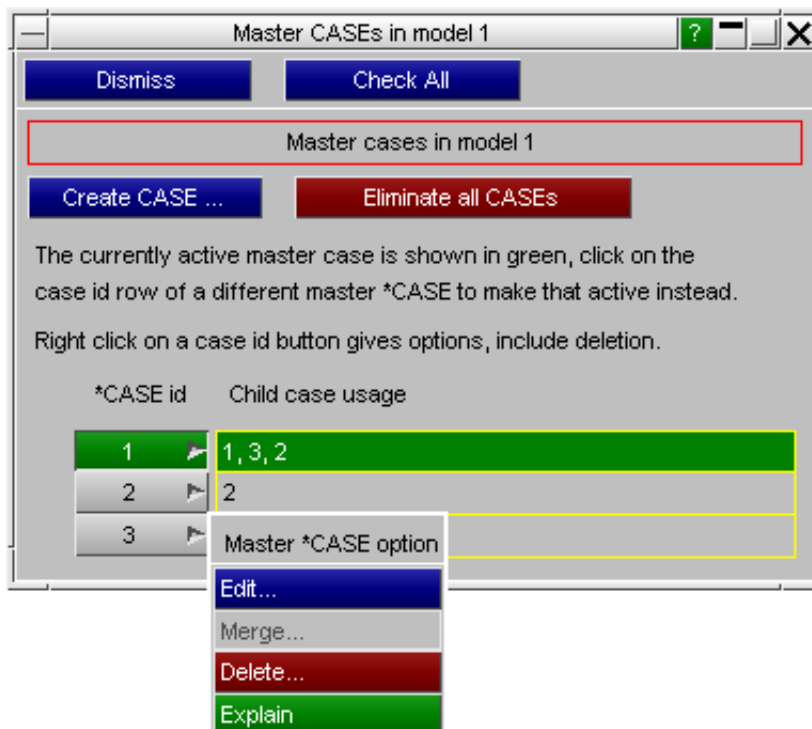 Master CASEs in model 1
?
Dismiss
Check All
Master cases in model 1
Create CASE ...
Eliminate all CASEs
The currently active master case is shown in green, click on the
case id row of a different master *CASE to make that active instead.
Right click on a case id button gives options, include deletion.
*CASE id
Child case usage
1
1, 3, 2
2
2
3
Master *CASE option
Edit...
Merge...
Delete...
Explain